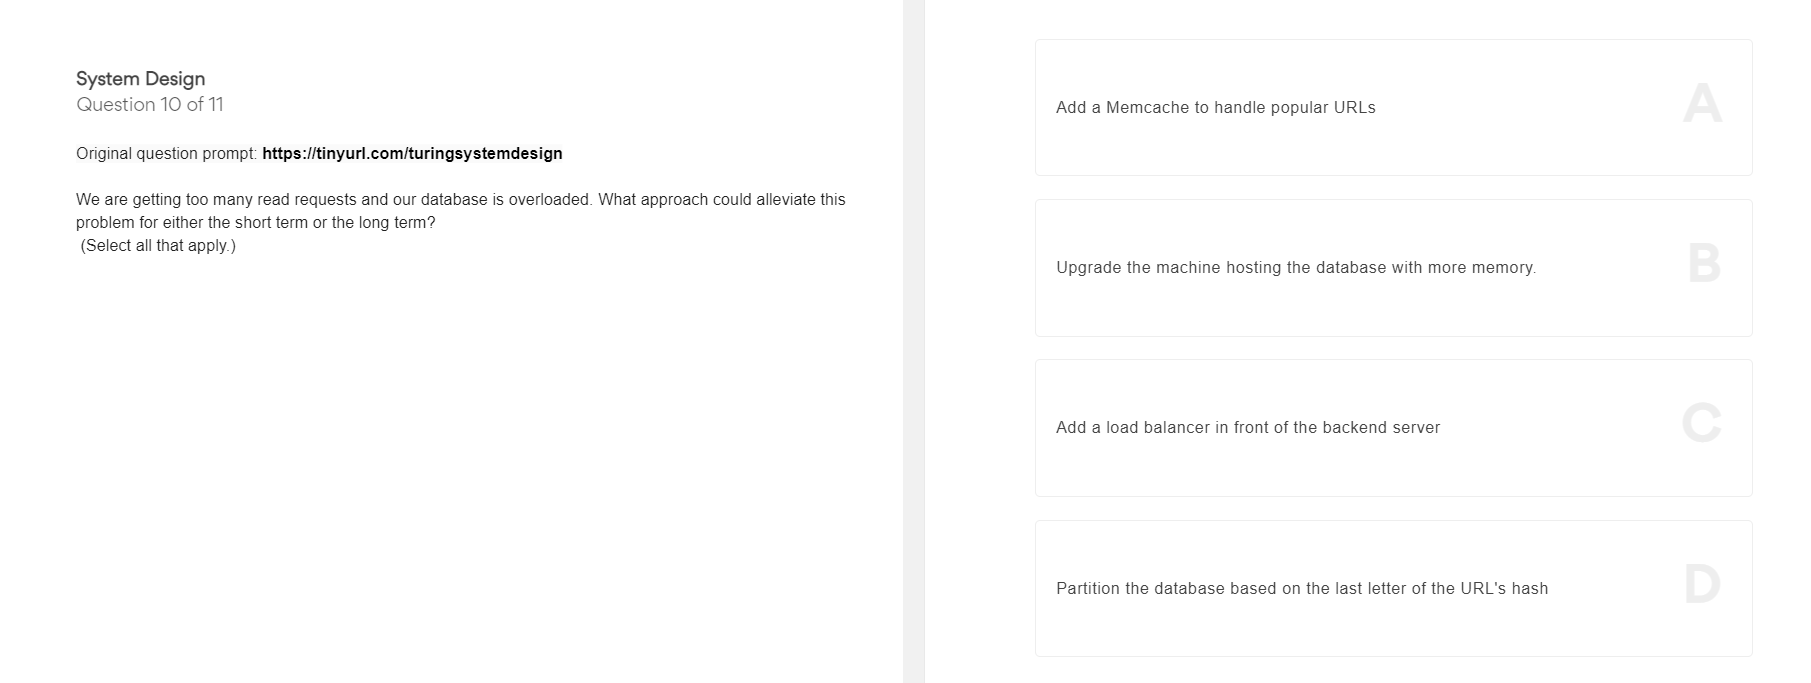 System Design
Question 10 of 11
Original question prompt: https://tinyurl.com/turingsystemdesign
We are getting too many read requests and our database is overloaded. What approach could alleviate this
problem for either the short term or the long term?
(Select all that apply.)
Add a Memcache to handle popular URLs
A
Upgrade the machine hosting the database with more memory.
B
Add a load balancer in front of the backend server
C
Partition the database based on the last letter of the URL's hash
D